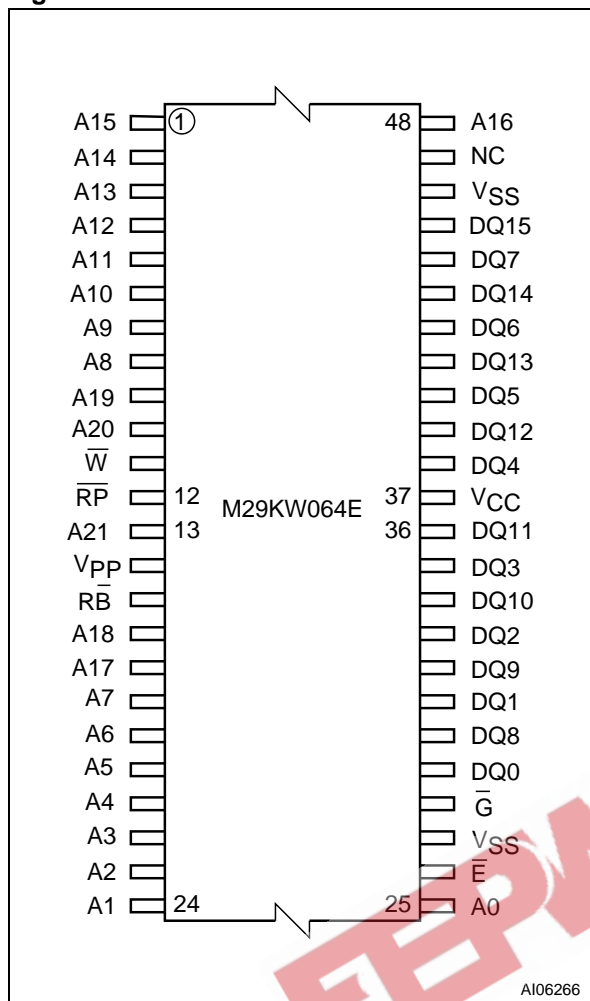 A15 1 48 A16
A14 NC
A13 VSS
A12 DQ15
A11 DQ7
A10 DQ14
A9 DQ6
A8 DQ13
A19 DQ5
A20 DQ12
W̅ DQ4
R̅P̅ 12 37 VCC
M29KW064E
A21 13 36 DQ11
VPP DQ3
RB̅ DQ10
A18 DQ2
A17 DQ9
A7 DQ1
A6 DQ8
A5 DQ0
A4 G̅
A3 VSS
A2 E̅
A1 24 25 A0
AI06266